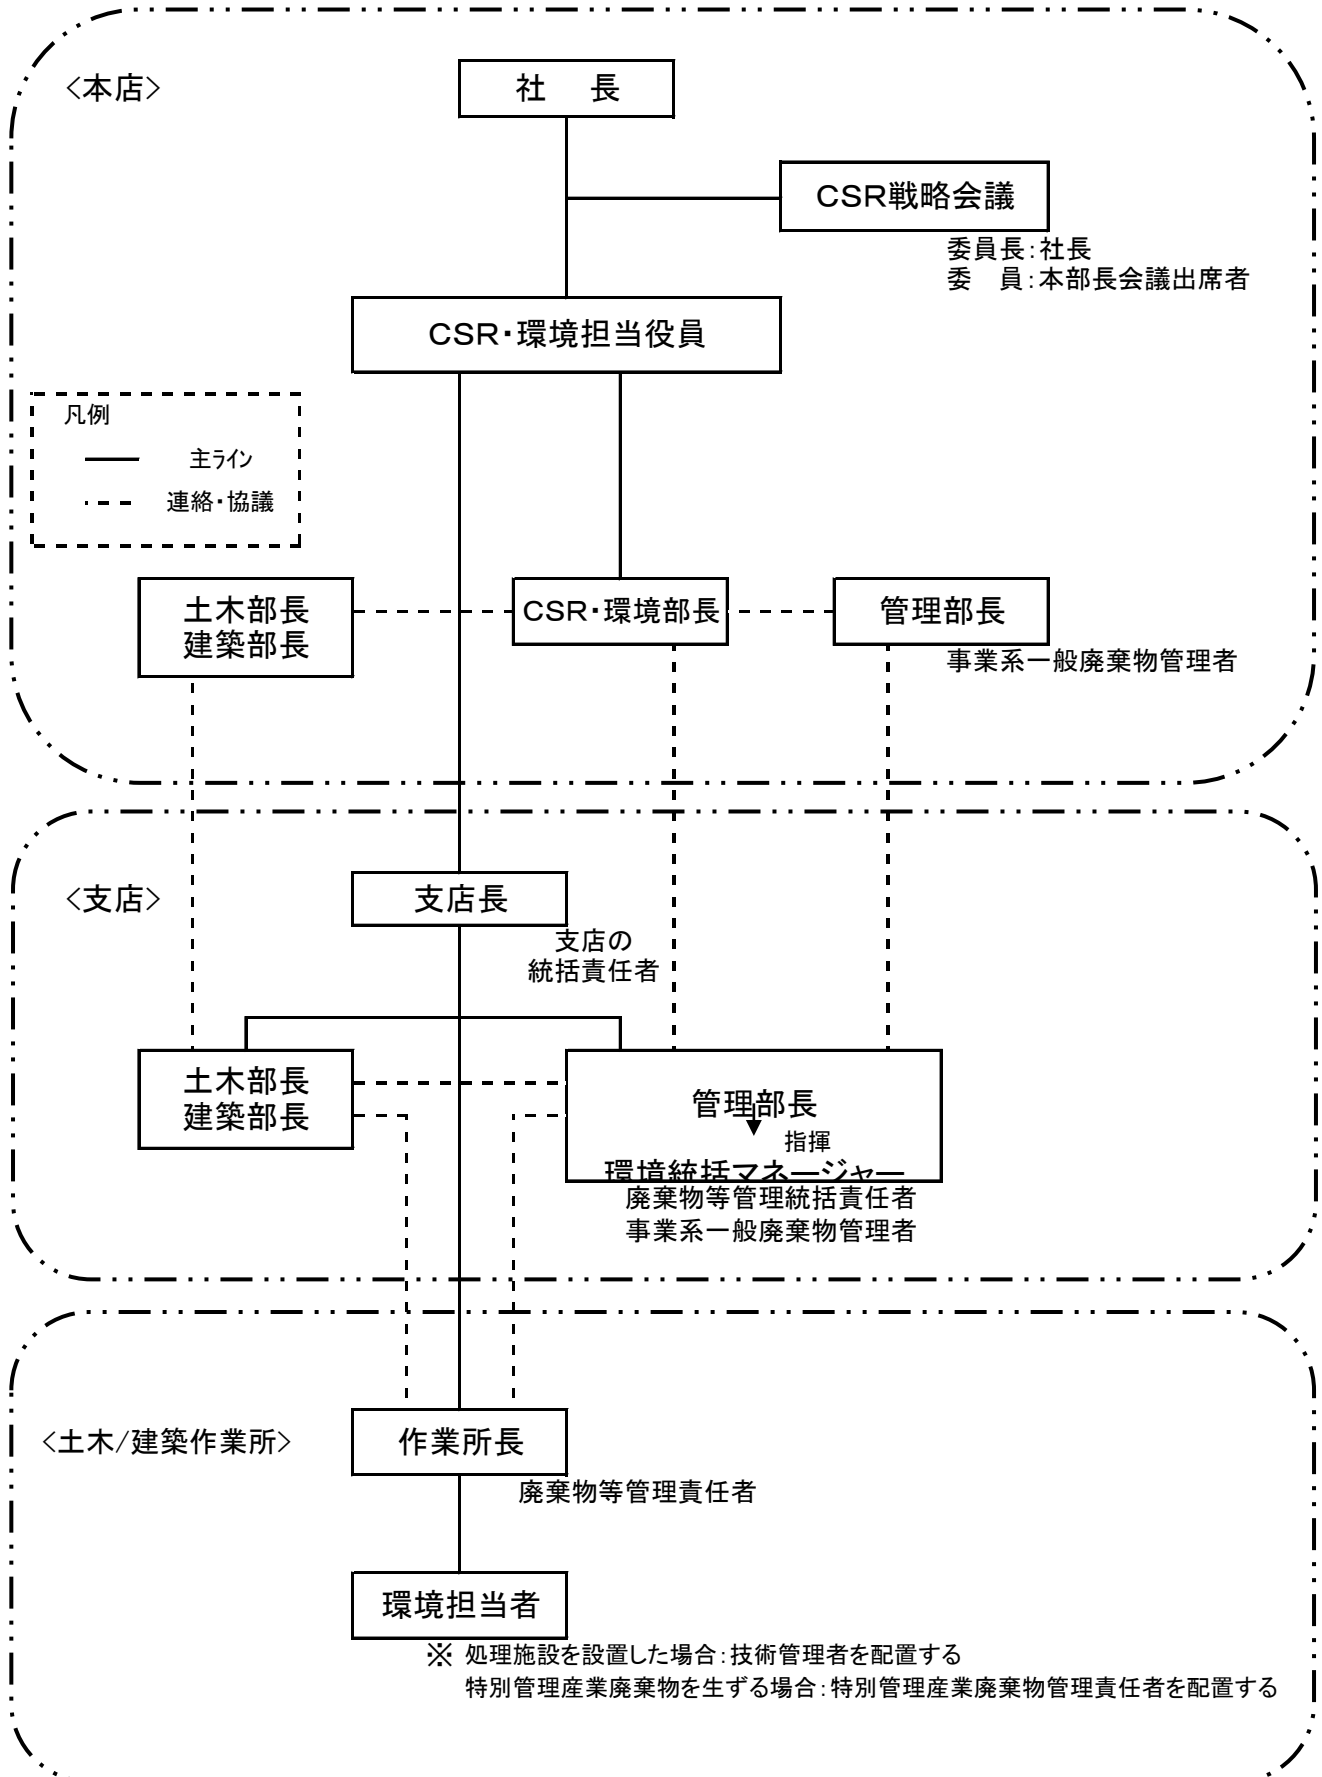 <本店>
社　長
CSR戦略会議
委員長：社長
委　員：本部長会議出席者
CSR・環境担当役員
凡例
主ライン
連絡・協議
土木部長
建築部長
CSR・環境部長
管理部長
事業系一般廃棄物管理者
<支店>
支店長
支店の
統括責任者
土木部長
建築部長
管理部長
指揮
環境統括マネージャー
廃棄物等管理統括責任者
事業系一般廃棄物管理者
<土木/建築作業所>
作業所長
廃棄物等管理責任者
環境担当者
※ 処理施設を設置した場合：技術管理者を配置する
特別管理産業廃棄物を生ずる場合：特別管理産業廃棄物管理責任者を配置する